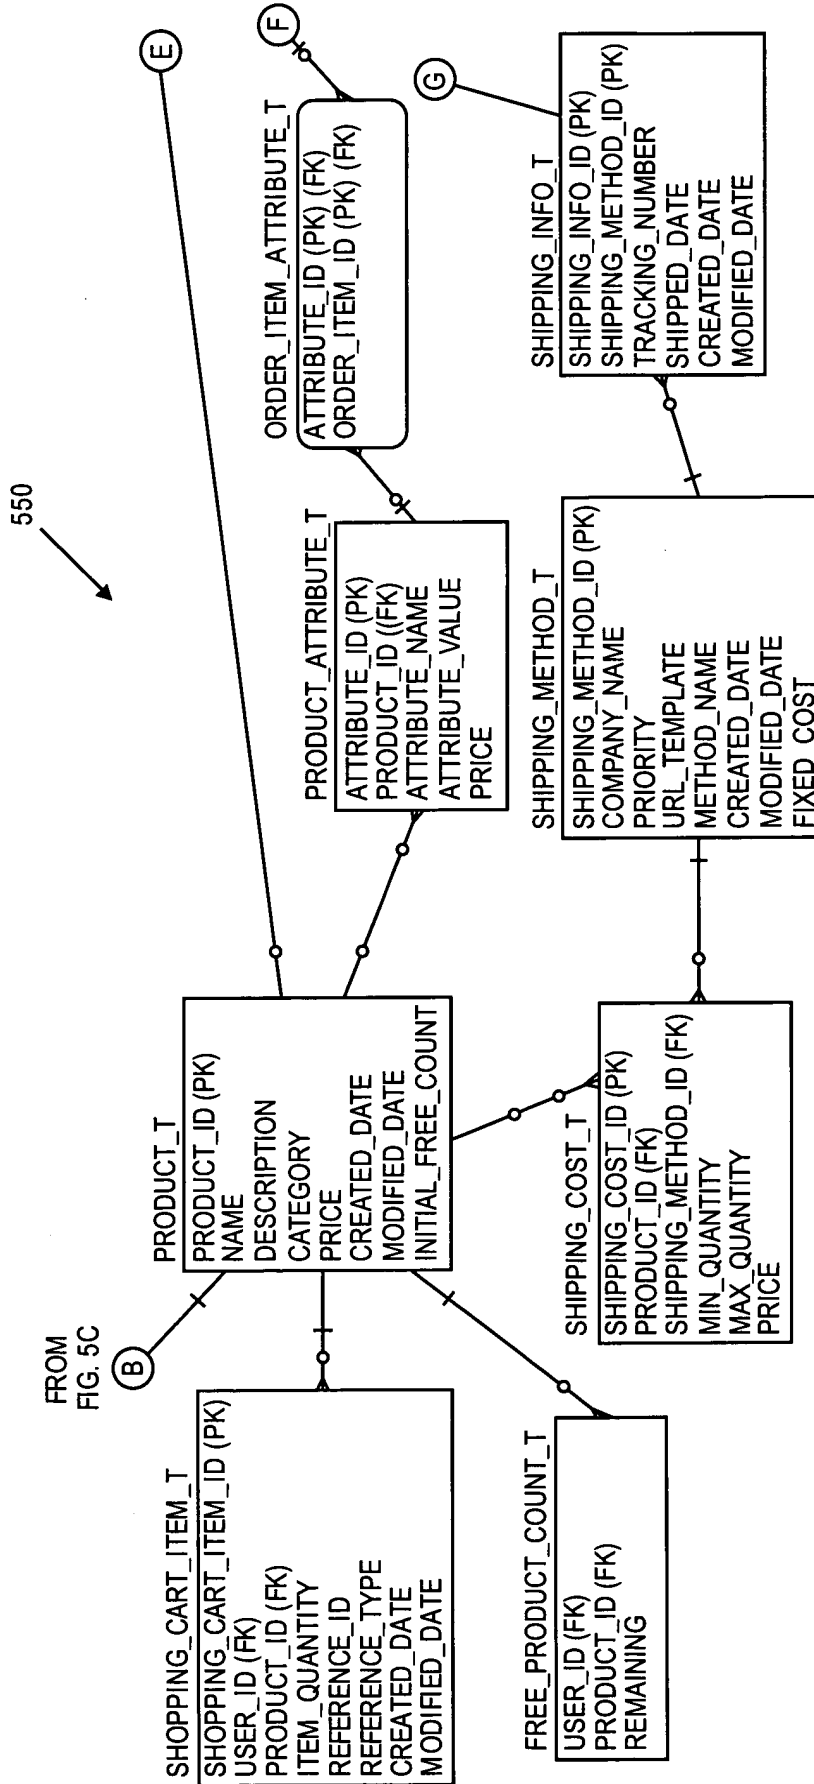 550
FROM
FIG. 5C
B
E
F
G
SHOPPING_CART_ITEM_T
SHOPPING_CART_ITEM_ID (PK)
USER_ID (FK)
PRODUCT_ID (FK)
ITEM_QUANTITY
REFERENCE_ID
REFERENCE_TYPE
CREATED_DATE
MODIFIED_DATE
PRODUCT_T
PRODUCT_ID (PK)
NAME
DESCRIPTION
CATEGORY
PRICE
CREATED_DATE
MODIFIED_DATE
INITIAL_FREE_COUNT
PRODUCT_ATTRIBUTE_T
ATTRIBUTE_ID (PK)
PRODUCT_ID ((FK)
ATTRIBUTE_NAME
ATTRIBUTE_VALUE
PRICE
ORDER_ITEM_ATTRIBUTE_T
ATTRIBUTE_ID (PK) (FK)
ORDER_ITEM_ID (PK) (FK)
FREE_PRODUCT_COUNT_T
USER_ID (FK)
PRODUCT_ID (FK)
REMAINING
SHIPPING_COST_T
SHIPPING_COST_ID (PK)
PRODUCT_ID (FK)
SHIPPING_METHOD_ID (FK)
MIN_QUANTITY
MAX_QUANTITY
PRICE
SHIPPING_METHOD_T
SHIPPING_METHOD_ID (PK)
COMPANY_NAME
PRIORITY
URL_TEMPLATE
METHOD_NAME
CREATED_DATE
MODIFIED_DATE
FIXED_COST
SHIPPING_INFO_T
SHIPPING_INFO_ID (PK)
SHIPPING_METHOD_ID (PK)
TRACKING_NUMBER
SHIPPED_DATE
CREATED_DATE
MODIFIED_DATE